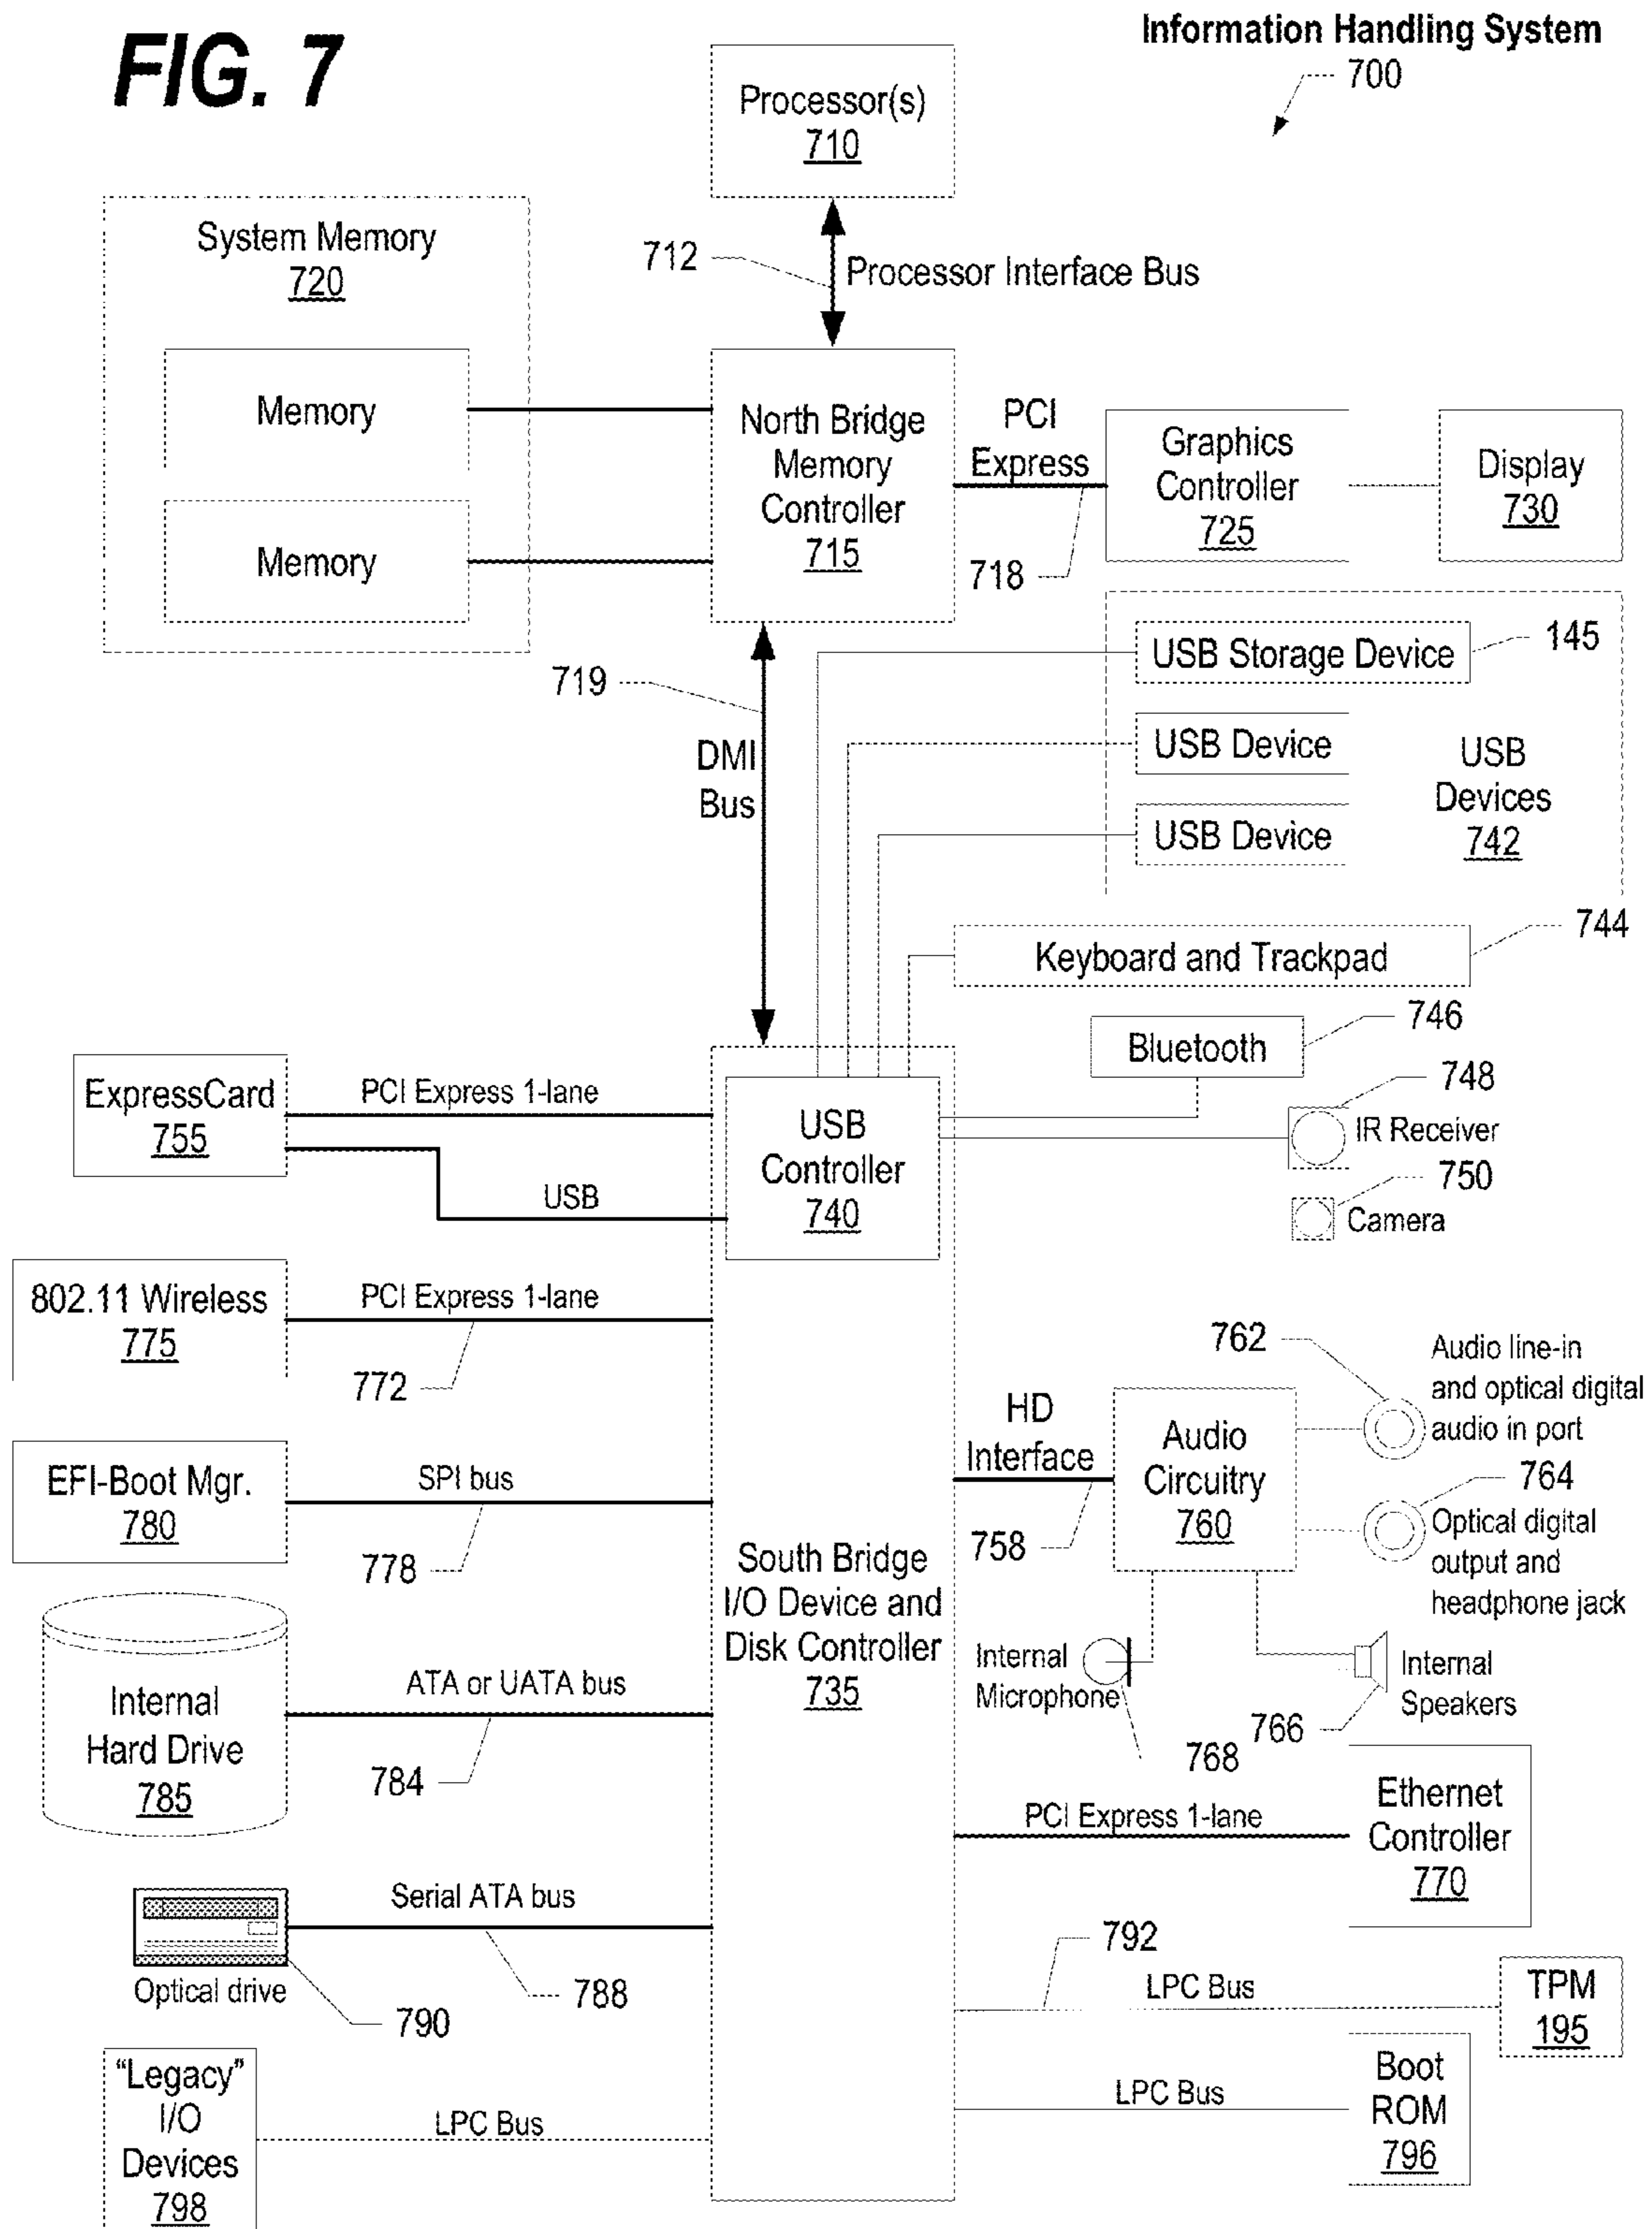 FIG. 7
Information Handling System
700
Processor(s)
710
712
Processor Interface Bus
System Memory
720
Memory
Memory
North Bridge
Memory
Controller
715
PCI
Express
718
Graphics
Controller
725
Display
730
719
DMI
Bus
USB Storage Device
145
USB Device
USB Device
USB
Devices
742
Keyboard and Trackpad
744
Bluetooth
746
748
IR Receiver
750
Camera
ExpressCard
755
PCI Express 1-lane
USB
USB
Controller
740
802.11 Wireless
775
PCI Express 1-lane
772
EFI-Boot Mgr.
780
SPI bus
778
South Bridge
I/O Device and
Disk Controller
735
HD
Interface
758
Audio
Circuitry
760
762
Audio line-in
and optical digital
audio in port
764
Optical digital
output and
headphone jack
Internal
Microphone
768
766
Internal
Speakers
Internal
Hard Drive
785
ATA or UATA bus
784
PCI Express 1-lane
Ethernet
Controller
770
Serial ATA bus
788
Optical drive
790
792
LPC Bus
TPM
195
LPC Bus
Boot
ROM
796
“Legacy”
I/O
Devices
798
LPC Bus